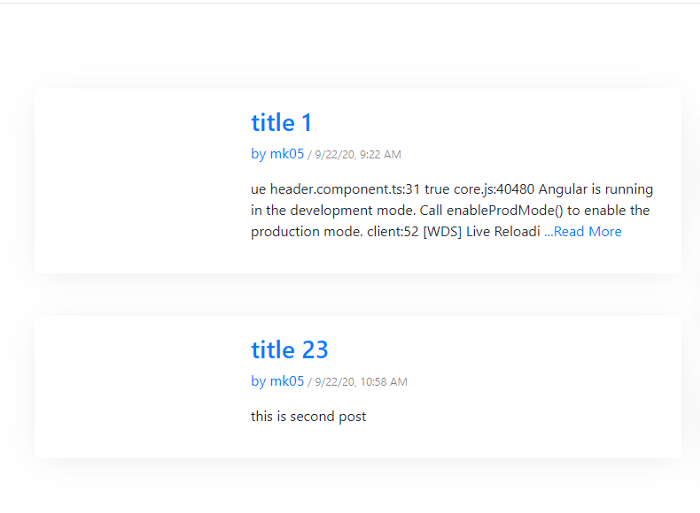 title 1
by mk05 / 9/22/20, 9:22 AM
ue header.component.ts:31 true core.js:40480 Angular is running
in the development mode. Call enableProdMode() to enable the
production mode. client:52 [WDS] Live Reloadi ...Read More
title 23
by mk05 / 9/22/20, 10:58 AM
this is second post